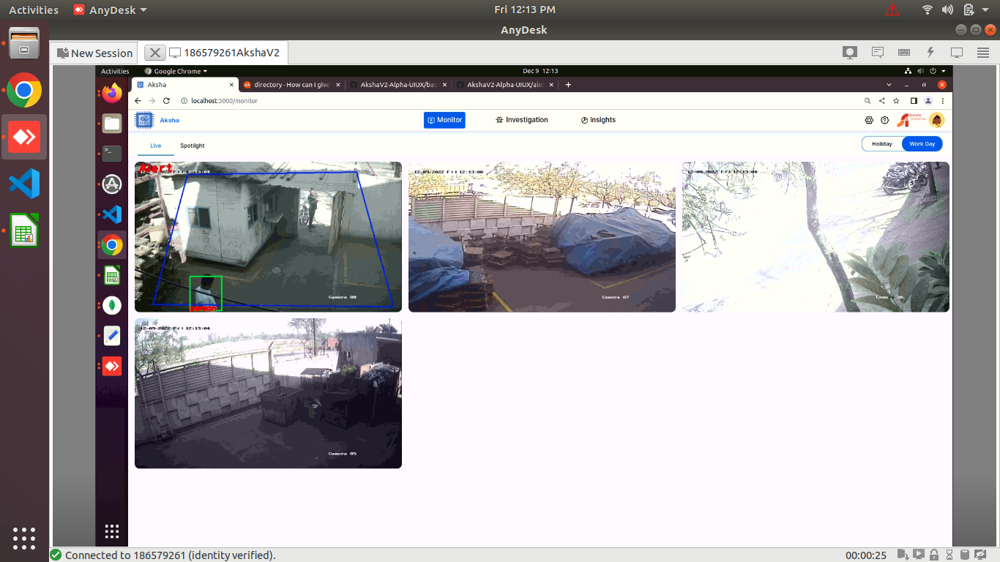 Activities AnyDesk Fri 12:13 PM
AnyDesk
New Session 186579261AkshaV2
Activities Google Chrome Dec 9 12:13
Aksha directory - How can I give AkshaV2-Alpha-UIUX/bac AkshaV2-Alpha-UIUX/ale
localhost:3000/monitor
Aksha Monitor Investigation Insights
Live Spotlight Holiday Work Day
Alert
12-09-2022 Fri 12:13:04
Camera 08
12-09-2022 Fri 12:13:00
Camera 07
12-09-2022 Fri 12:13:04
Camera 06
12-09-2022 Fri 12:13:04
Camera 05
Connected to 186579261 (identity verified). 00:00:25